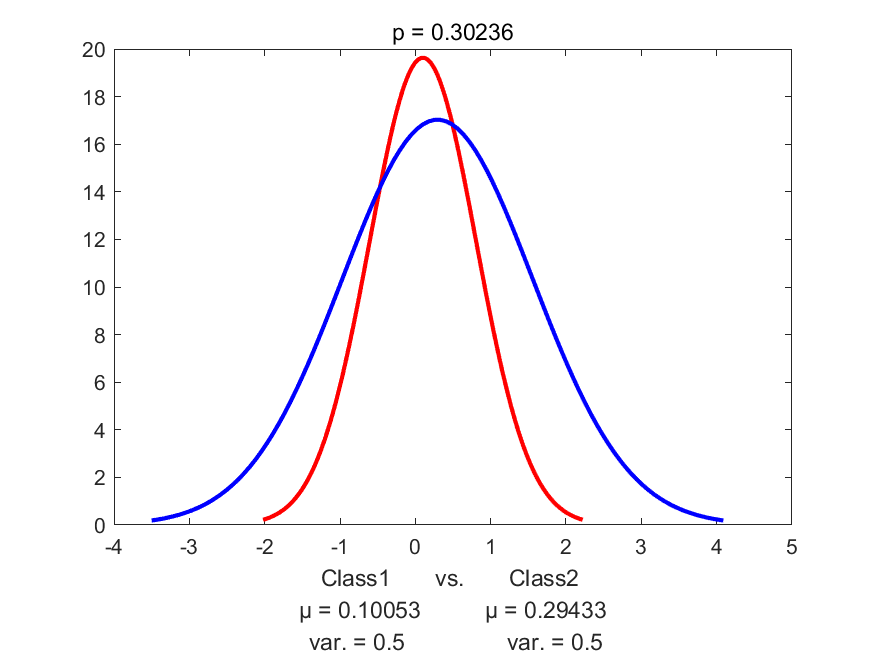 p = 0.30236
20
18
16
14
12
10
8
6
4
2
0
-4 -3 -2 -1 0 1 2 3 4 5
Class1 vs. Class2
μ = 0.10053 μ = 0.29433
var. = 0.5 var. = 0.5